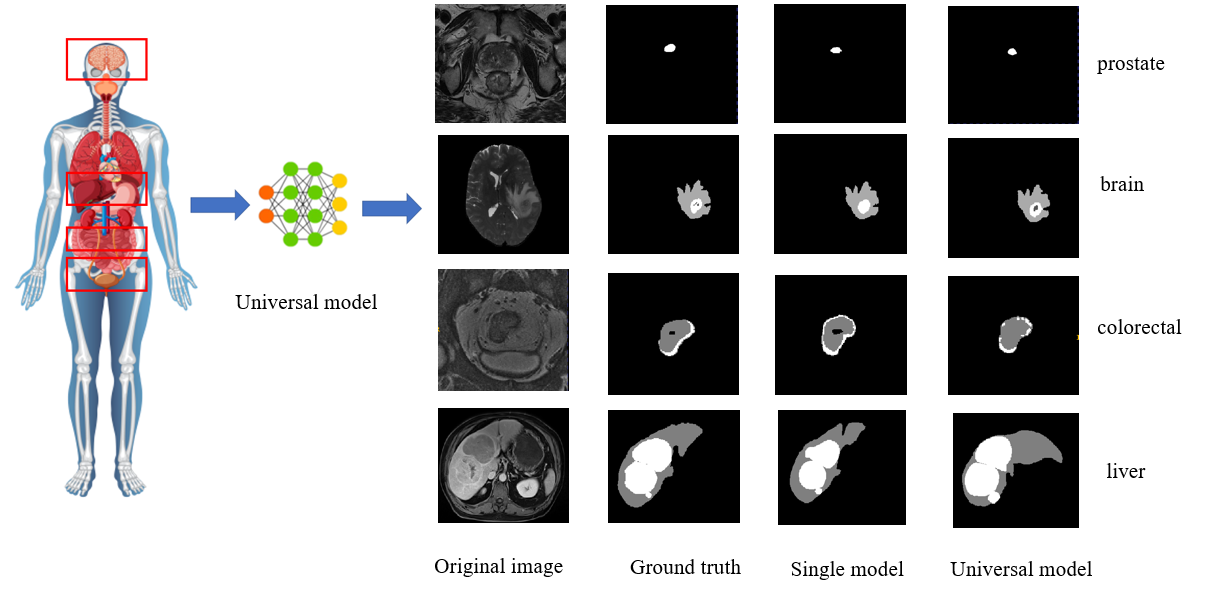 prostate
brain
Universal model
colorectal
liver
Original image
Ground truth
Single model
Universal model